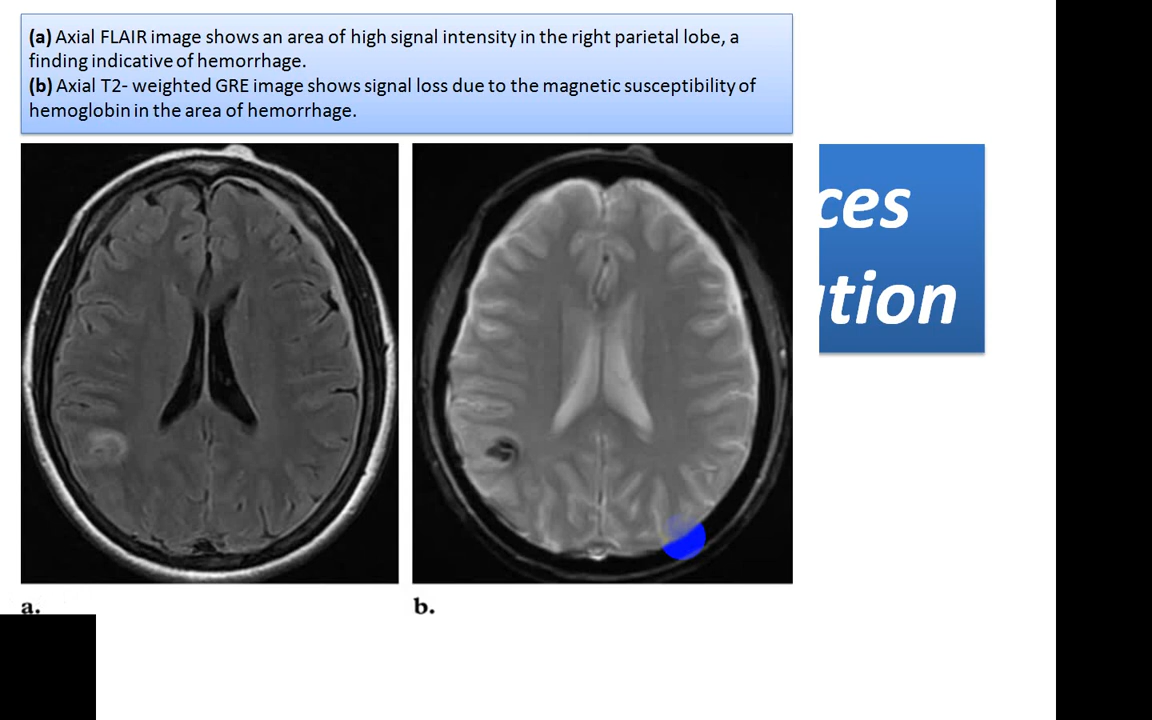 (a) Axial FLAIR image shows an area of high signal intensity in the right parietal lobe, a
finding indicative of hemorrhage.
(b) Axial T2- weighted GRE image shows signal loss due to the magnetic susceptibility of
hemoglobin in the area of hemorrhage.
a.
b.